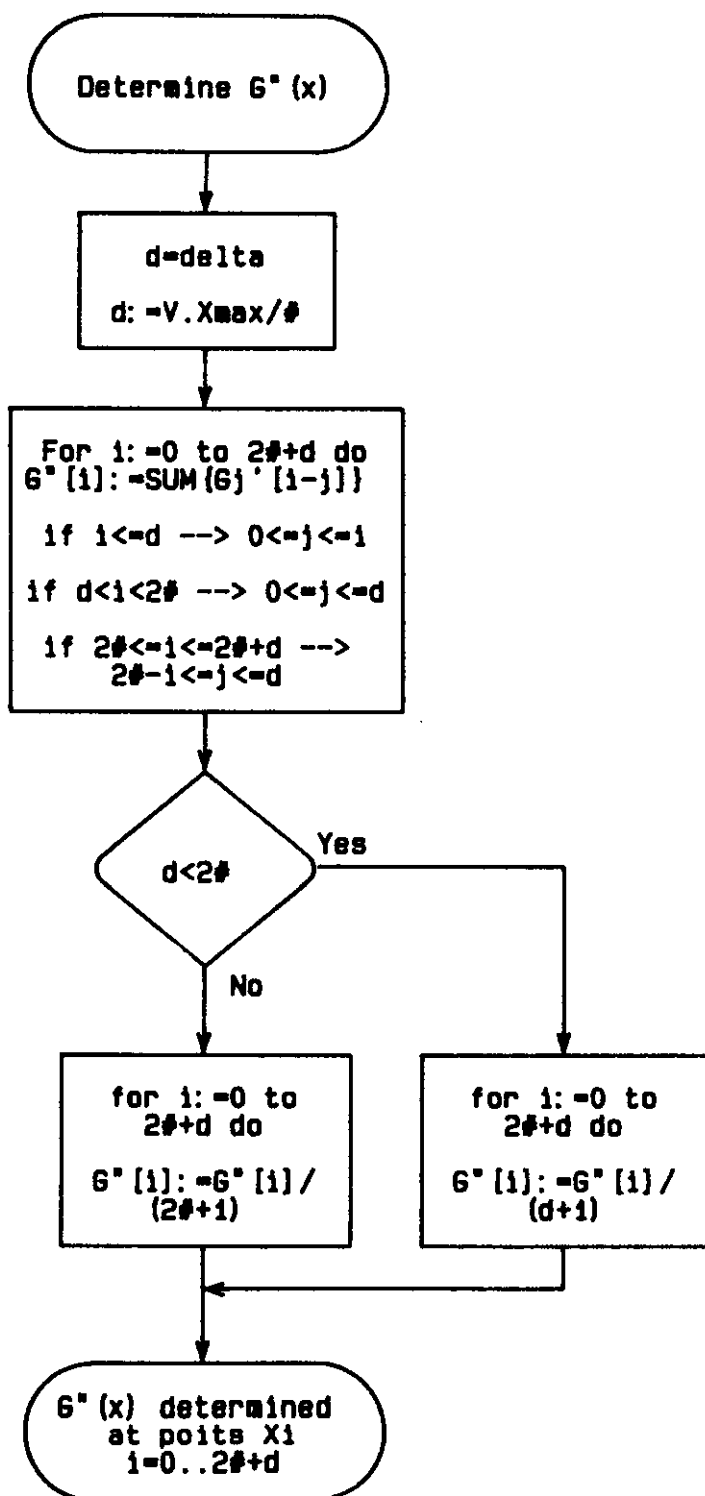 Determine G"(x)
d=delta
d:=V.Xmax/#
For i:=0 to 2#+d do
G"[i]:=SUM{Gj'[i-j]}
if i<=d --> 0<=j<=i
if d<i<2# --> 0<=j<=d
if 2#<=i<=2#+d -->
2#-i<=j<=d
d<2#
Yes
No
for i:=0 to
2#+d do
G"[i]:=G"[i]/
(2#+1)
for i:=0 to
2#+d do
G"[i]:=G"[i]/
(d+1)
G"(x) determined
at poits Xi
i=0..2#+d